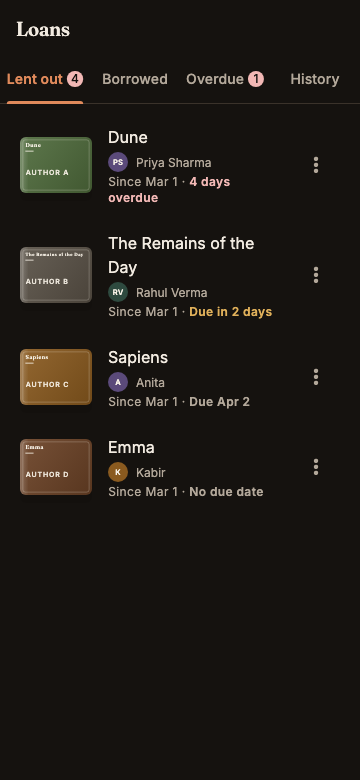 Loans
Lent out 4 Borrowed Overdue 1 History
Dune
AUTHOR A
Dune
PS Priya Sharma
Since Mar 1 · 4 days
overdue
The Remains of the Day
AUTHOR B
The Remains of the
Day
RV Rahul Verma
Since Mar 1 · Due in 2 days
Sapiens
AUTHOR C
Sapiens
A Anita
Since Mar 1 · Due Apr 2
Emma
AUTHOR D
Emma
K Kabir
Since Mar 1 · No due date